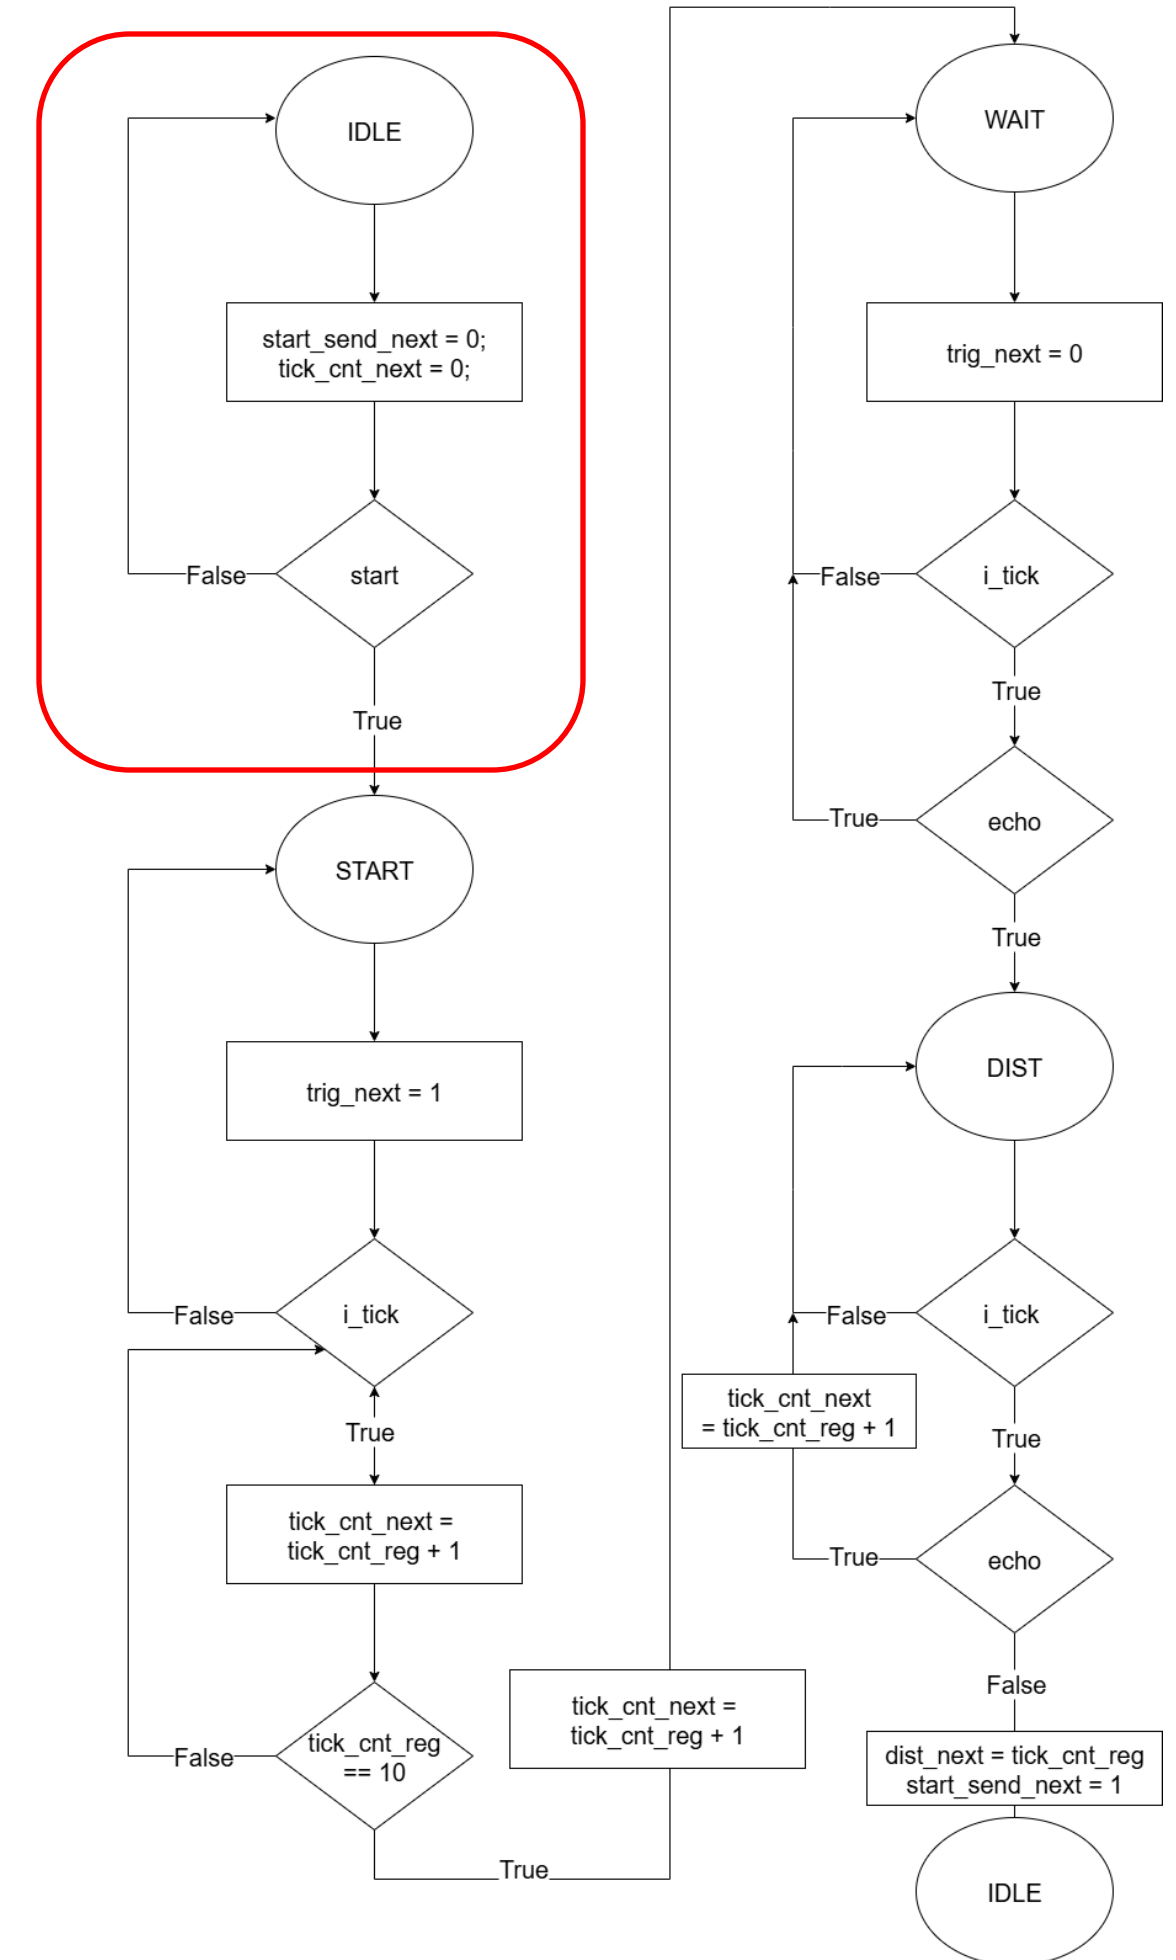 IDLE
start_send_next = 0;
tick_cnt_next = 0;
start
False
True
START
trig_next = 1
i_tick
False
True
tick_cnt_next =
tick_cnt_reg + 1
tick_cnt_reg
== 10
False
True
tick_cnt_next =
tick_cnt_reg + 1
WAIT
trig_next = 0
i_tick
False
True
echo
True
True
DIST
i_tick
False
tick_cnt_next
= tick_cnt_reg + 1
True
echo
True
False
dist_next = tick_cnt_reg
start_send_next = 1
IDLE